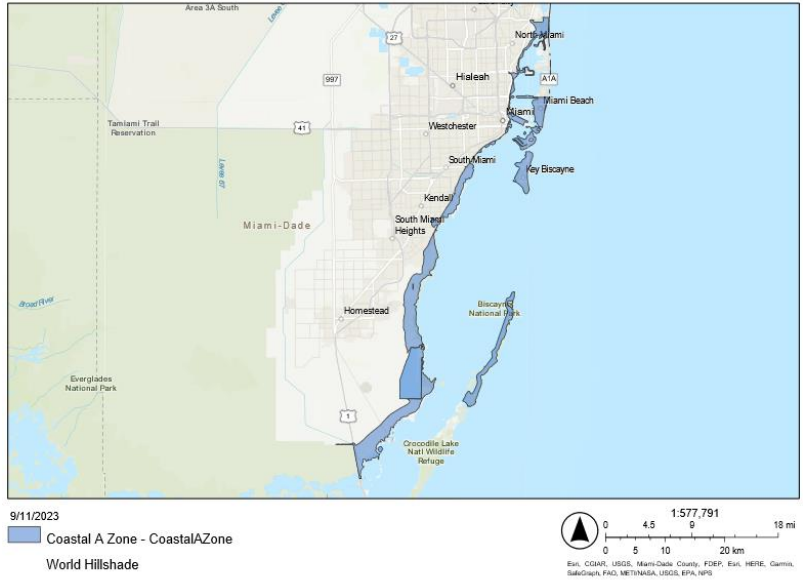 Area 3A South
27
North Miami
997
Hialeah
A1A
Miami Beach
Miami
Tamiami Trail
Reservation
41
Westchester
South Miami
Key Biscayne
Levee 67
Kendall
Miami-Dade
South Miami
Heights
Broad River
Homestead
Biscayne
National Park
Everglades
National Park
1
Crocodile Lake
Natl Wildlife
Refuge
9/11/2023
Coastal A Zone - CoastalAZone
World Hillshade
1:577,791
0 4.5 9 18 mi
0 5 10 20 km
Esri, CGIAR, USGS, Miami-Dade County, FDEP, Esri, HERE, Garmin,
SafeGraph, FAO, METI/NASA, USGS, EPA, NPS